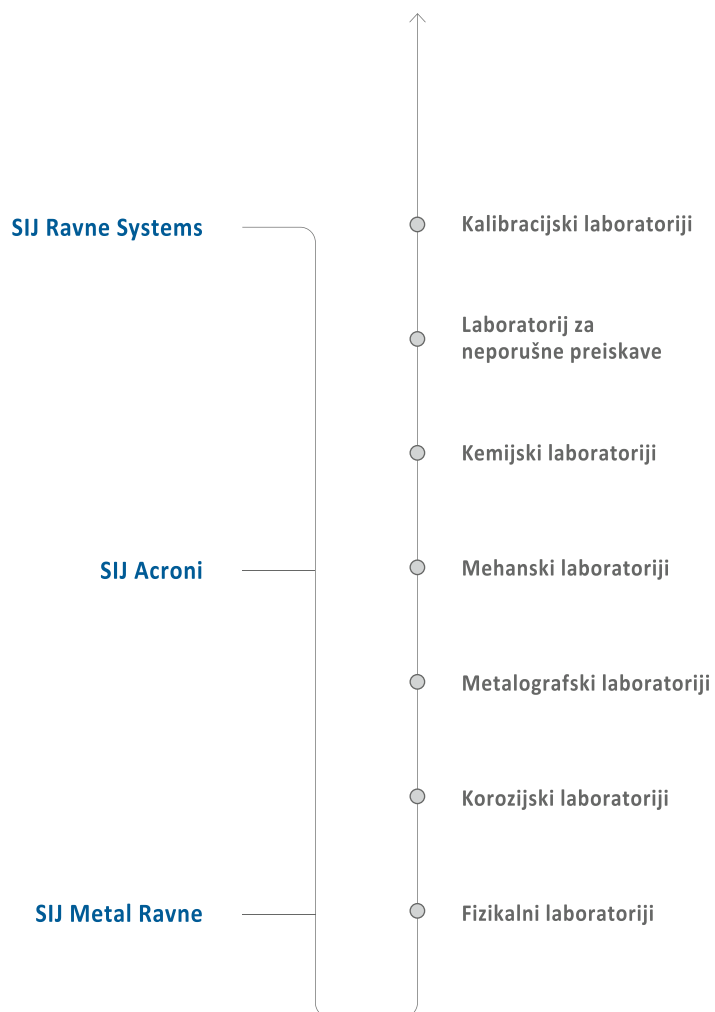 SIJ Ravne Systems
SIJ Acroni
SIJ Metal Ravne
Kalibracijski laboratoriji
Laboratorij za
neporušne preiskave
Kemijski laboratoriji
Mehanski laboratoriji
Metalografski laboratoriji
Korozijski laboratoriji
Fizikalni laboratoriji